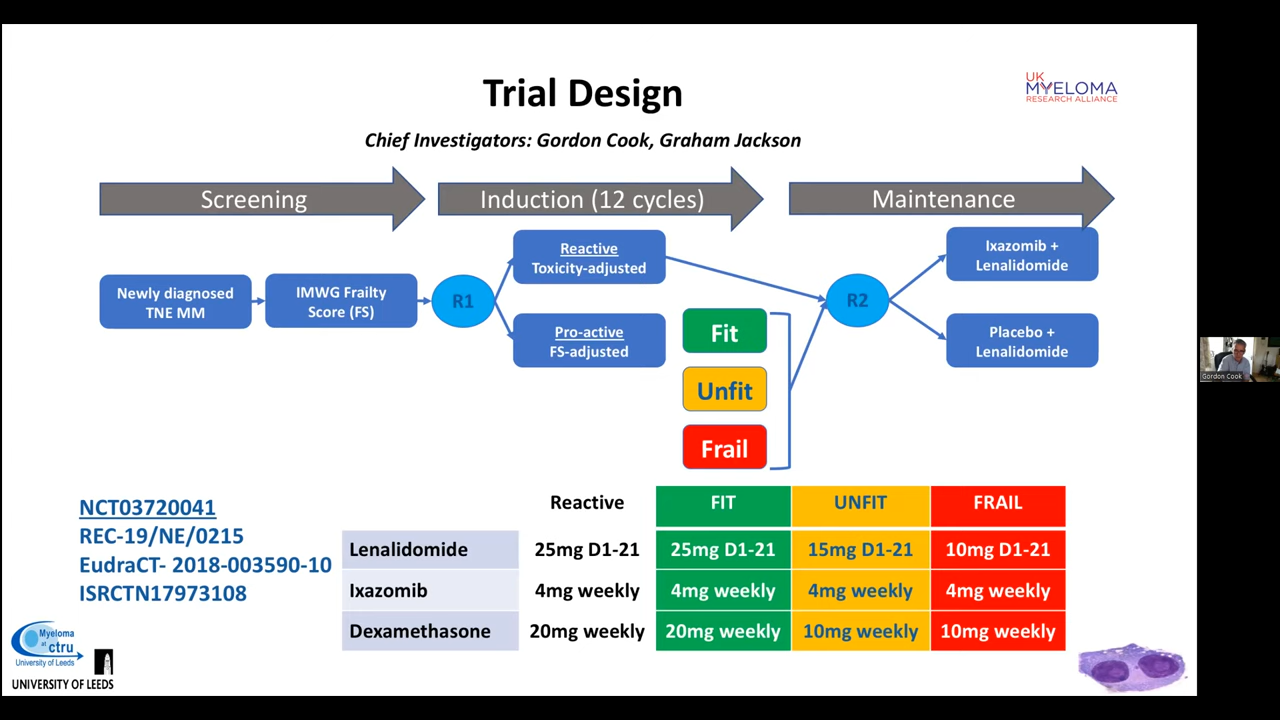 Trial Design
UK
MYELOMA
RESEARCH ALLIANCE
Chief Investigators: Gordon Cook, Graham Jackson
Screening
Induction (12 cycles)
Maintenance
Newly diagnosed
TNE MM
IMWG Frailty
Score (FS)
R1
Reactive
Toxicity-adjusted
Pro-active
FS-adjusted
Fit
Unfit
Frail
R2
Ixazomib +
Lenalidomide
Placebo +
Lenalidomide
Gordon Cook
NCT03720041
REC-19/NE/0215
EudraCT- 2018-003590-10
ISRCTN17973108
Reactive FIT UNFIT FRAIL
Lenalidomide 25mg D1-21 25mg D1-21 15mg D1-21 10mg D1-21
Ixazomib 4mg weekly 4mg weekly 4mg weekly 4mg weekly
Dexamethasone 20mg weekly 20mg weekly 10mg weekly 10mg weekly
Myeloma
at
ctru
University of Leeds
UNIVERSITY OF LEEDS